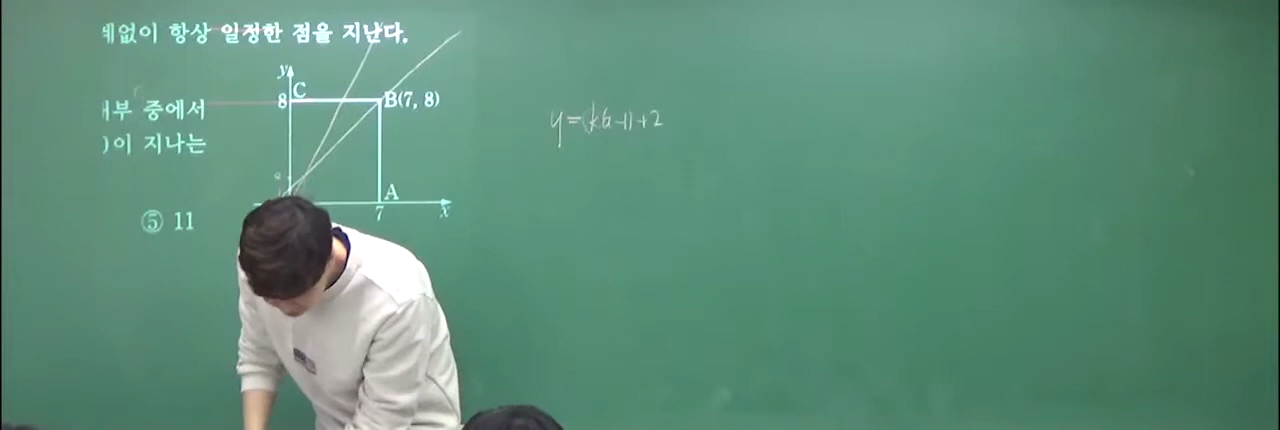 없이 항상 일정한 점을 지난다.
y
C
8
B(7, 8)
부 중에서
)이 지나는
A
7
x
⑤ 11
y=(k(x-1)+2